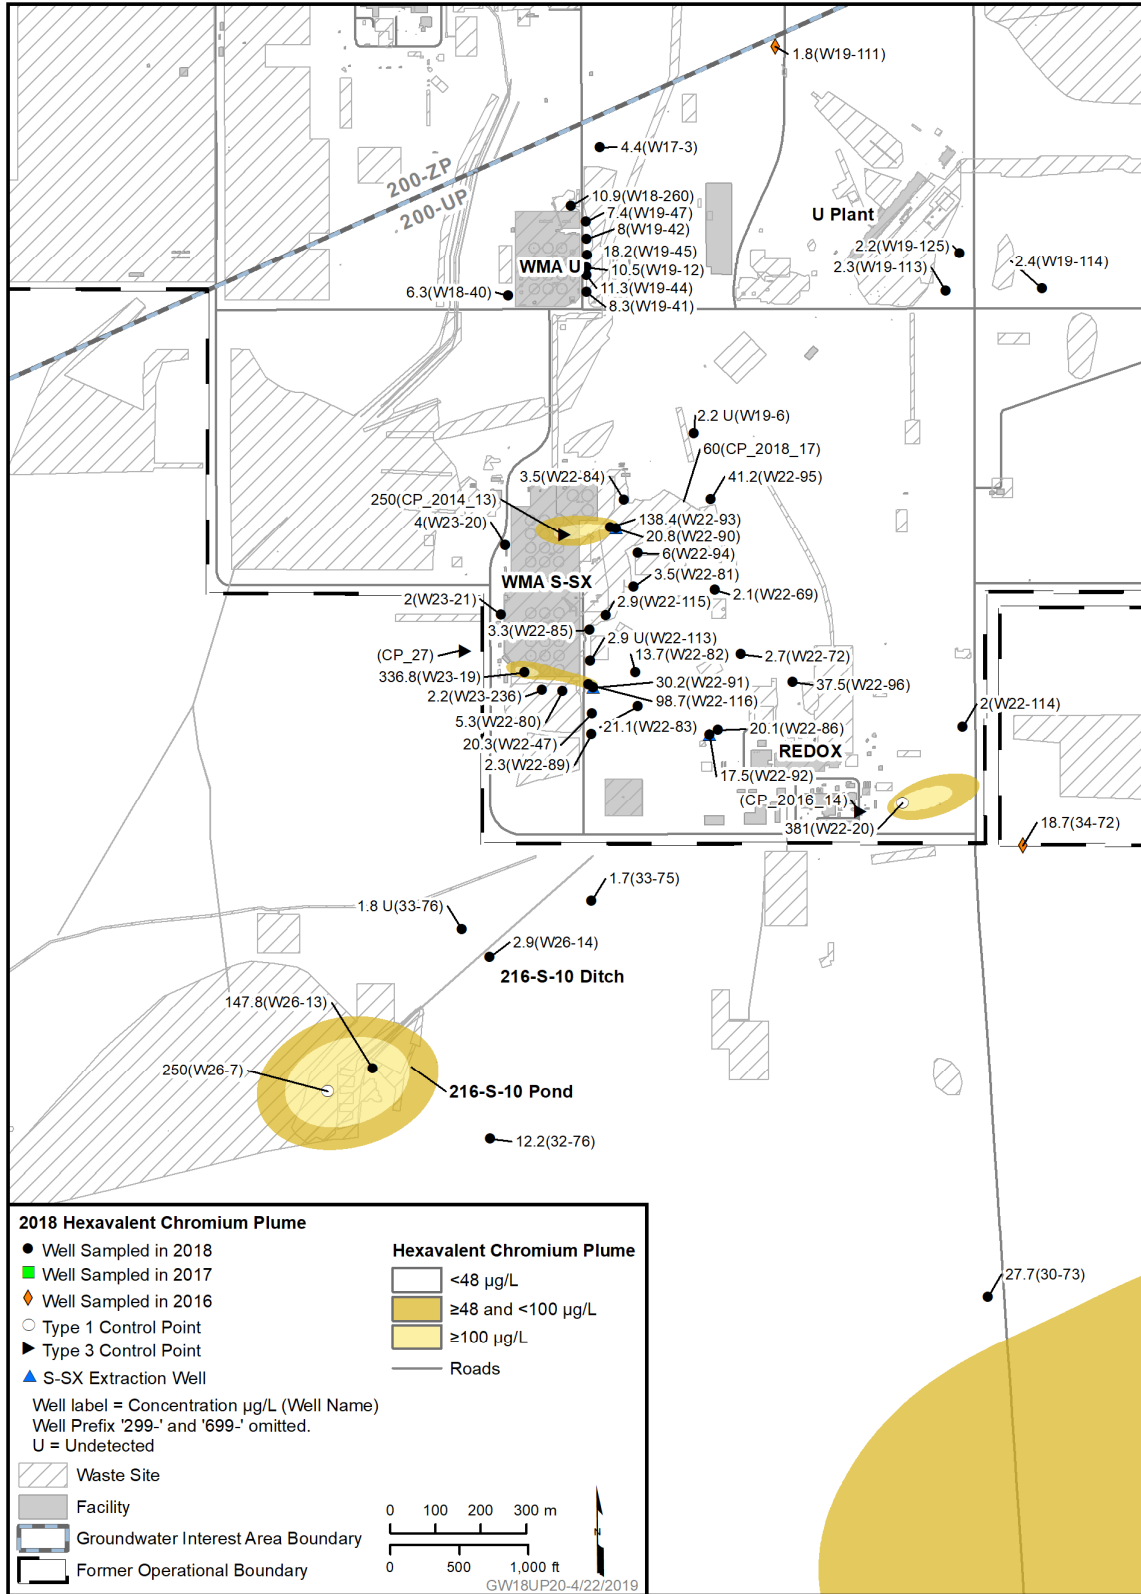 1.8(W19-111)
4.4(W17-3)
200-ZP
200-UP
10.9(W18-260)
7.4(W19-47)
8(W19-42)
18.2(W19-45)
WMA U
10.5(W19-12)
11.3(W19-44)
8.3(W19-41)
6.3(W18-40)
U Plant
2.2(W19-125)
2.3(W19-113)
2.4(W19-114)
2.2 U(W19-6)
60(CP_2018_17)
3.5(W22-84)
41.2(W22-95)
250(CP_2014_13)
138.4(W22-93)
4(W23-20)
20.8(W22-90)
6(W22-94)
WMA S-SX
3.5(W22-81)
2.1(W22-69)
2(W23-21)
2.9(W22-115)
3.3(W22-85)
2.9 U(W22-113)
(CP_27)
13.7(W22-82)
2.7(W22-72)
336.8(W23-19)
30.2(W22-91)
37.5(W22-96)
2.2(W23-236)
98.7(W22-116)
5.3(W22-80)
21.1(W22-83)
20.1(W22-86)
2(W22-114)
20.3(W22-47)
REDOX
2.3(W22-89)
17.5(W22-92)
(CP_2016_14)
381(W22-20)
18.7(34-72)
1.7(33-75)
1.8 U(33-76)
2.9(W26-14)
216-S-10 Ditch
147.8(W26-13)
250(W26-7)
216-S-10 Pond
12.2(32-76)
27.7(30-73)
2018 Hexavalent Chromium Plume
Well Sampled in 2018
Well Sampled in 2017
Well Sampled in 2016
Type 1 Control Point
Type 3 Control Point
S-SX Extraction Well
Well label = Concentration µg/L (Well Name)
Well Prefix '299-' and '699-' omitted.
U = Undetected
Hexavalent Chromium Plume
<48 µg/L
≥48 and <100 µg/L
≥100 µg/L
Roads
Waste Site
Facility
Groundwater Interest Area Boundary
Former Operational Boundary
0 100 200 300 m
0 500 1,000 ft
N
GW18UP20-4/22/2019